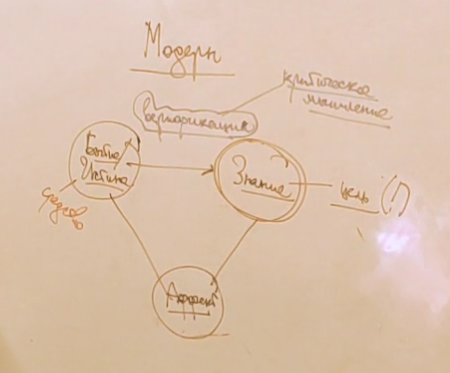 Модерн
критическое
мышление
верификация
Бытие
Истина
Знание
цель (!)
средство
Аффект